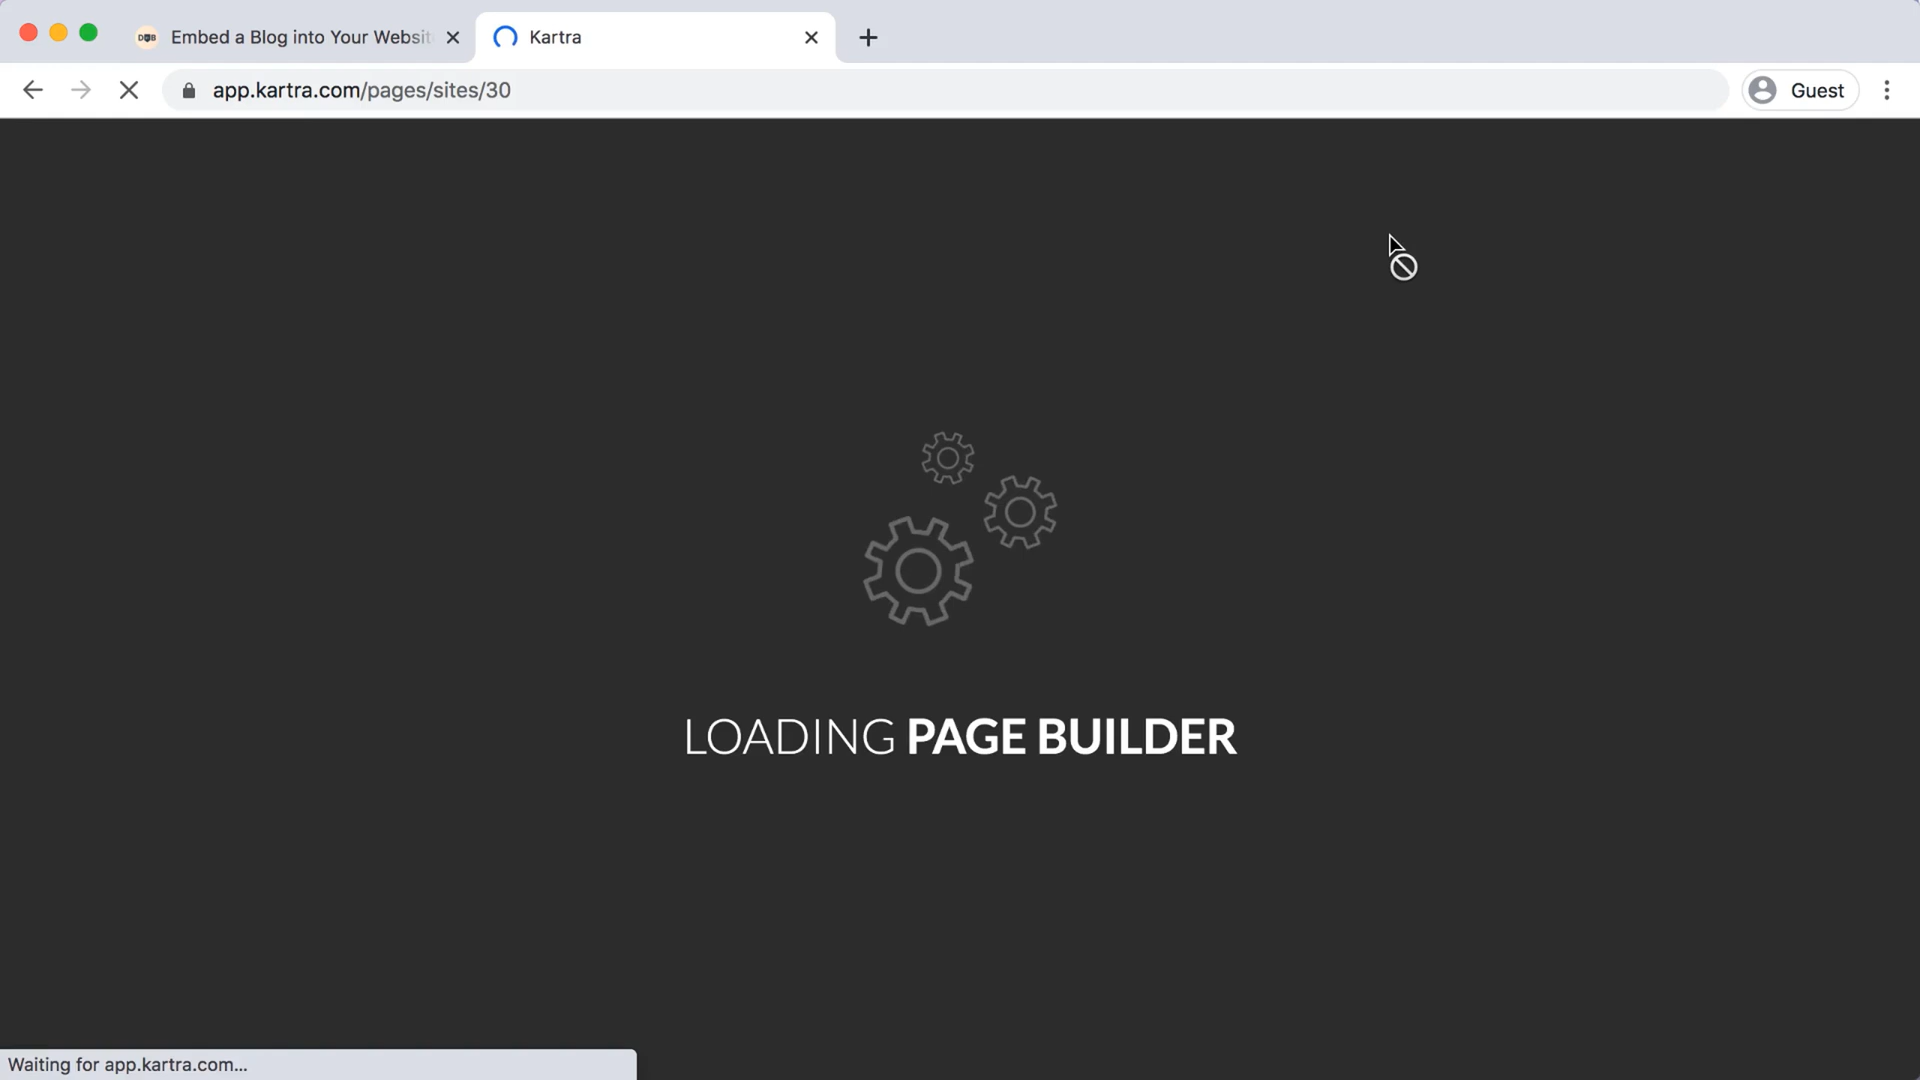 DOB
Embed a Blog into Your Websit
Kartra
app.kartra.com/pages/sites/30
Guest
LOADING PAGE BUILDER
Waiting for app.kartra.com...